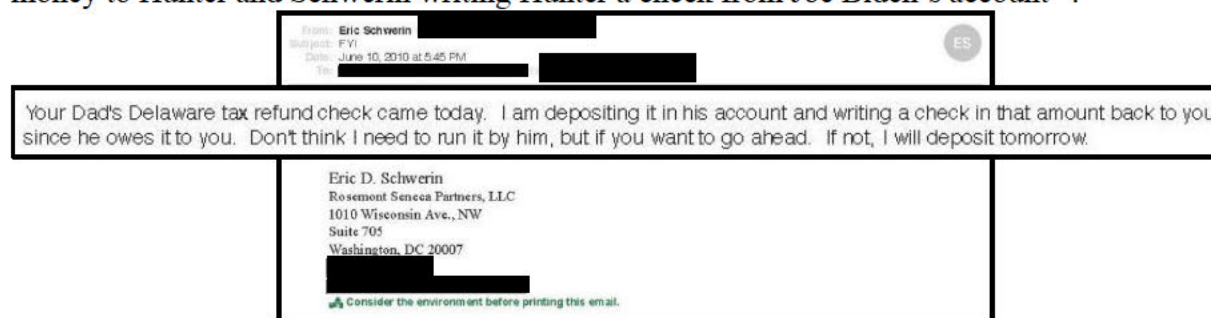 money to Hunter and Schwerin writing Hunter a check from Joe Biden's account
From: Eric Schwerin
Subject: FYI
Date: June 10, 2010 at 5:45 PM
To:
ES
Your Dad's Delaware tax refund check came today. I am depositing it in his account and writing a check in that amount back to you
since he owes it to you. Don't think I need to run it by him, but if you want to go ahead. If not, I will deposit tomorrow.
Eric D. Schwerin
Rosemont Seneca Partners, LLC
1010 Wisconsin Ave., NW
Suite 705
Washington, DC 20007
Consider the environment before printing this email.